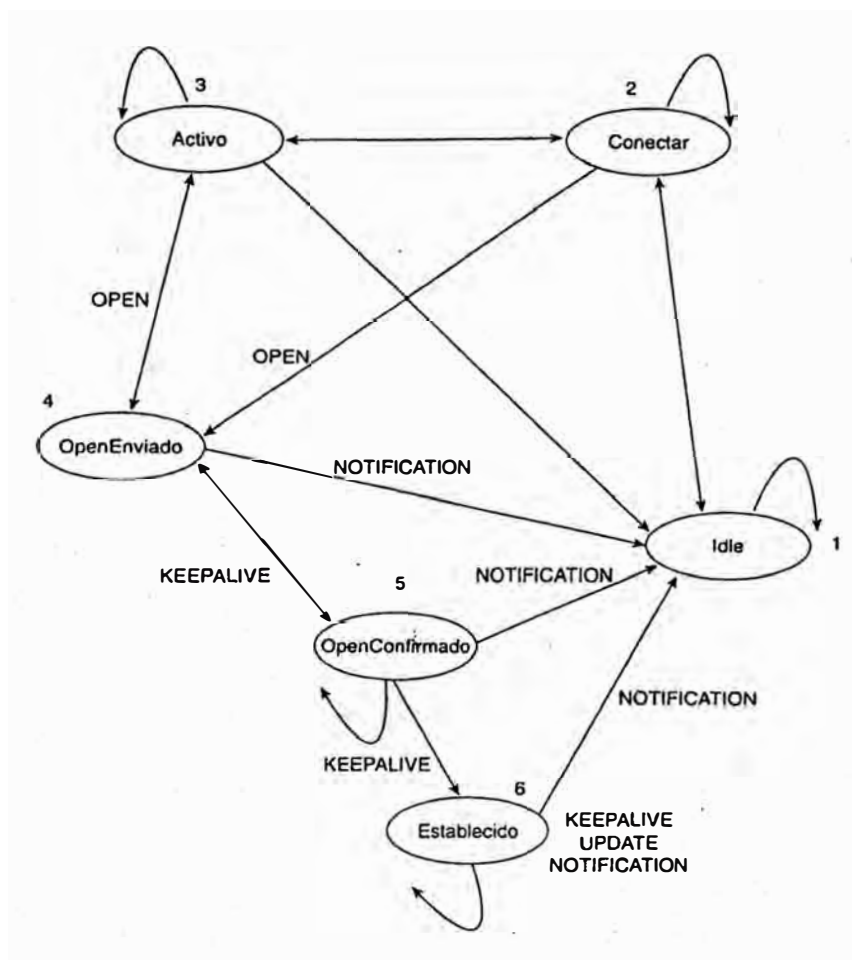 3
Activo
2
Conectar
OPEN
OPEN
4
OpenEnviado
NOTIFICATION
Idle
1
KEEPALIVE
5
NOTIFICATION
OpenConfirmado
NOTIFICATION
KEEPALIVE
6
Establecido
KEEPALIVE
UPDATE
NOTIFICATION